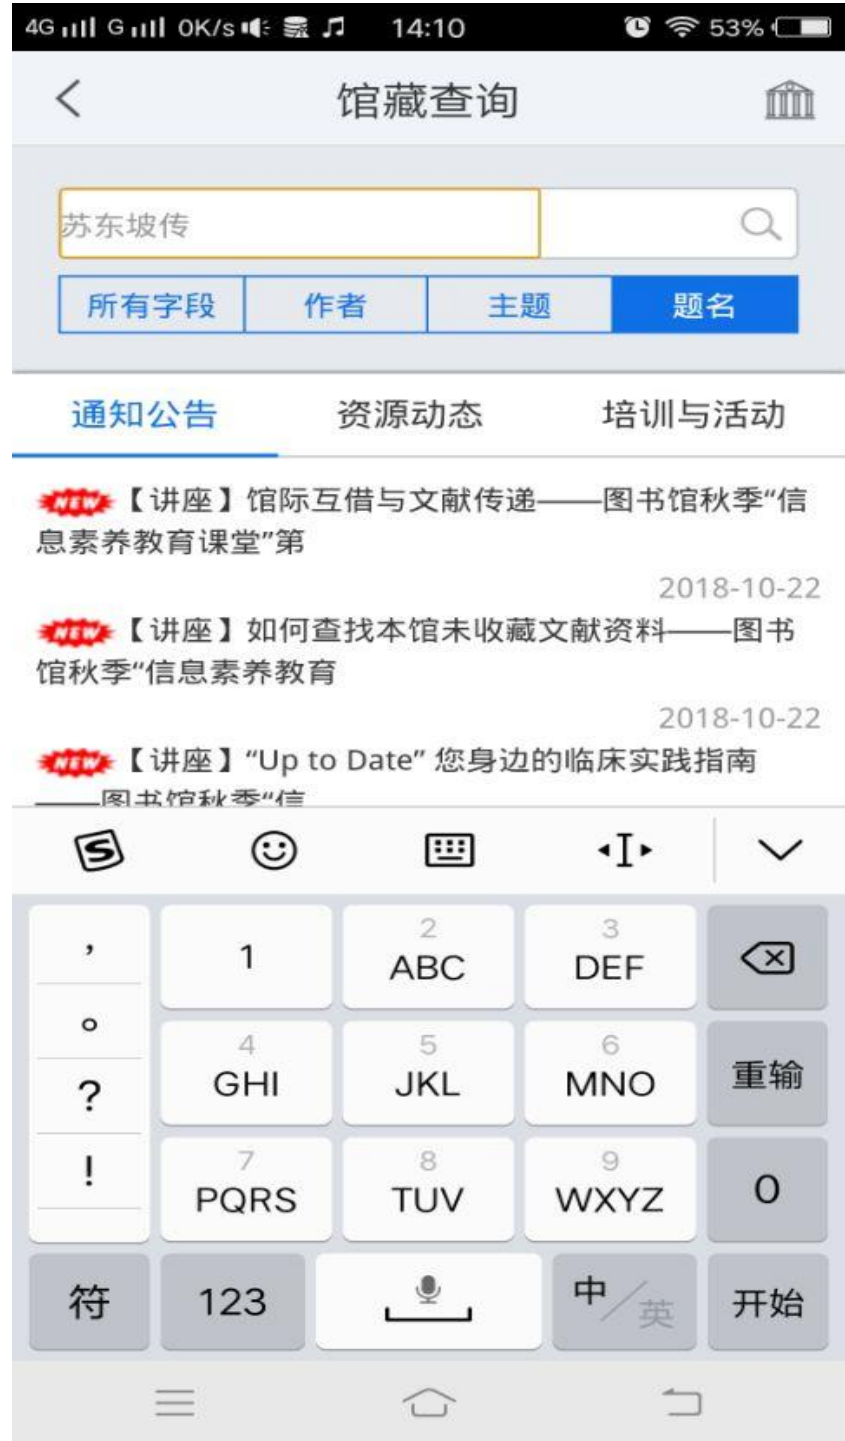 4G G 0K/s 14:10 53%
馆藏查询
苏东坡传
所有字段 作者 主题 题名
通知公告 资源动态 培训与活动
NEW【讲座】馆际互借与文献传递——图书馆秋季“信
息素养教育课堂”第
2018-10-22
NEW【讲座】如何查找本馆未收藏文献资料——图书
馆秋季“信息素养教育
2018-10-22
NEW【讲座】“Up to Date” 您身边的临床实践指南
——图书馆秋季“信
S
, 1 2 ABC 3 DEF
。 4 GHI 5 JKL 6 MNO 重输
?
! 7 PQRS 8 TUV 9 WXYZ 0
符 123 中/英 开始